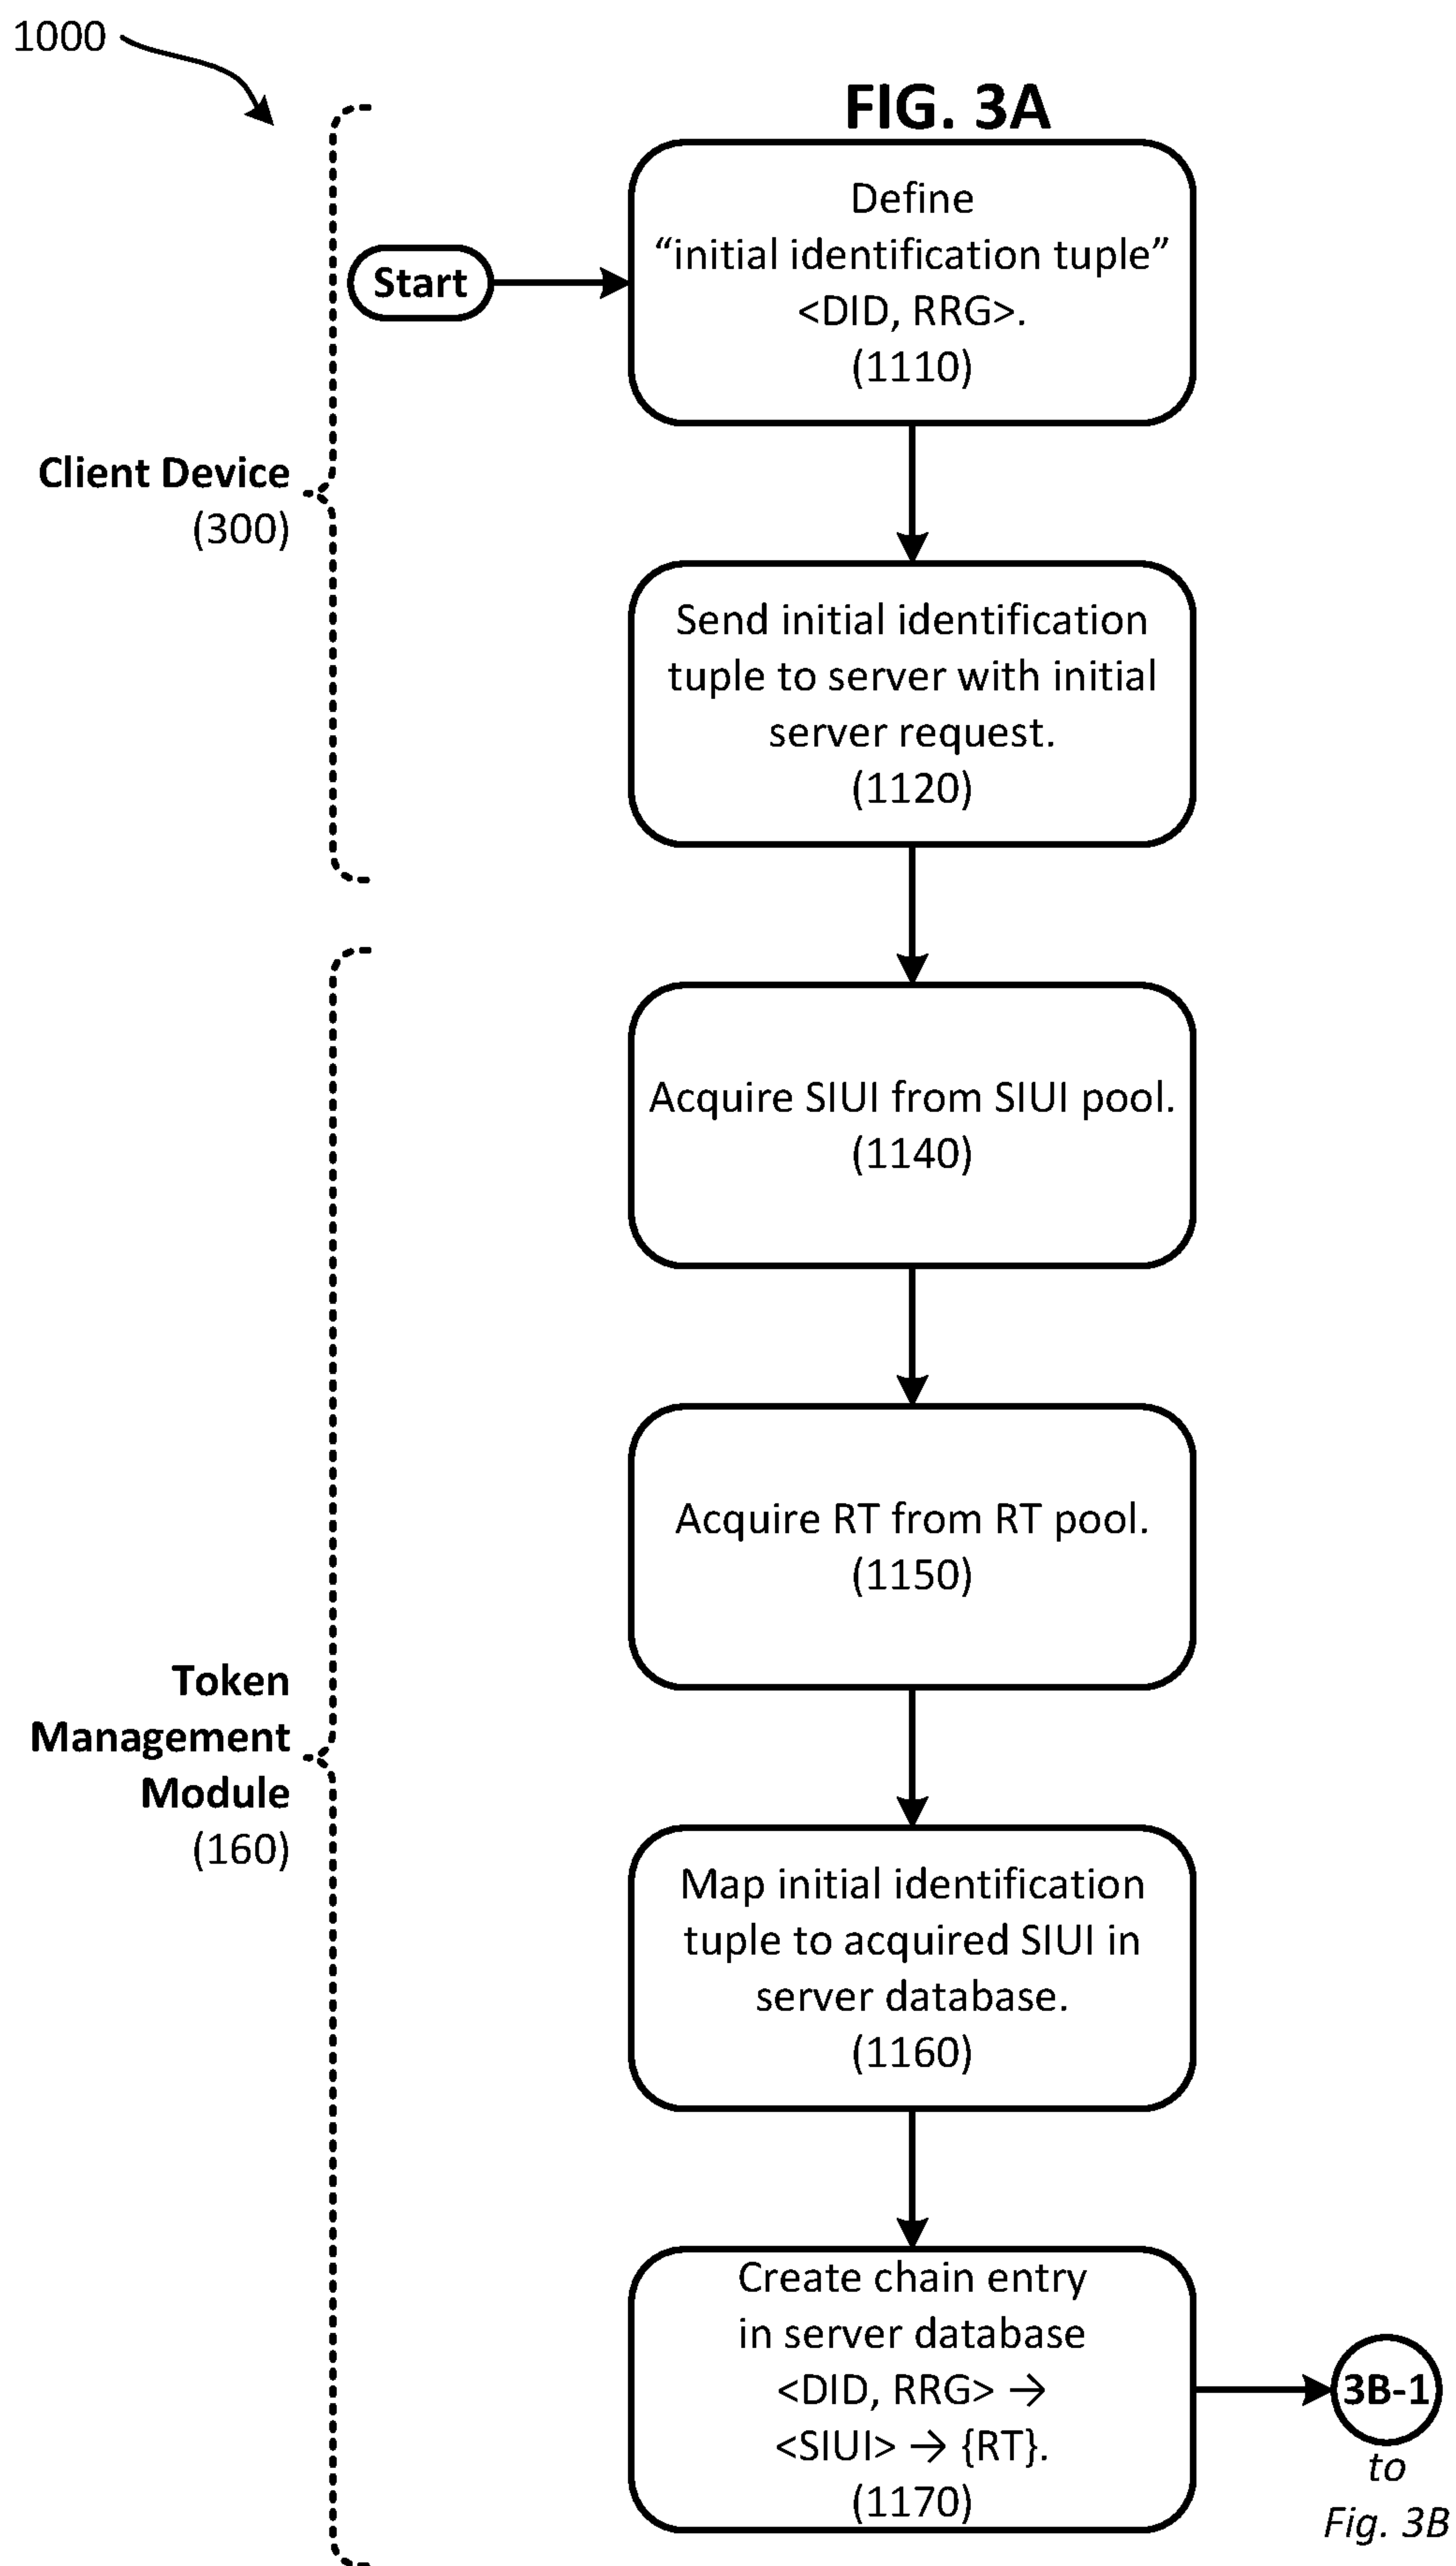 1000
FIG. 3A
Start
Define
“initial identification tuple”
<DID, RRG>.
(1110)
Client Device
(300)
Send initial identification
tuple to server with initial
server request.
(1120)
Acquire SIUI from SIUI pool.
(1140)
Acquire RT from RT pool.
(1150)
Token
Management
Module
(160)
Map initial identification
tuple to acquired SIUI in
server database.
(1160)
Create chain entry
in server database
<DID, RRG> →
<SIUI> → {RT}.
(1170)
3B-1
to
Fig. 3B